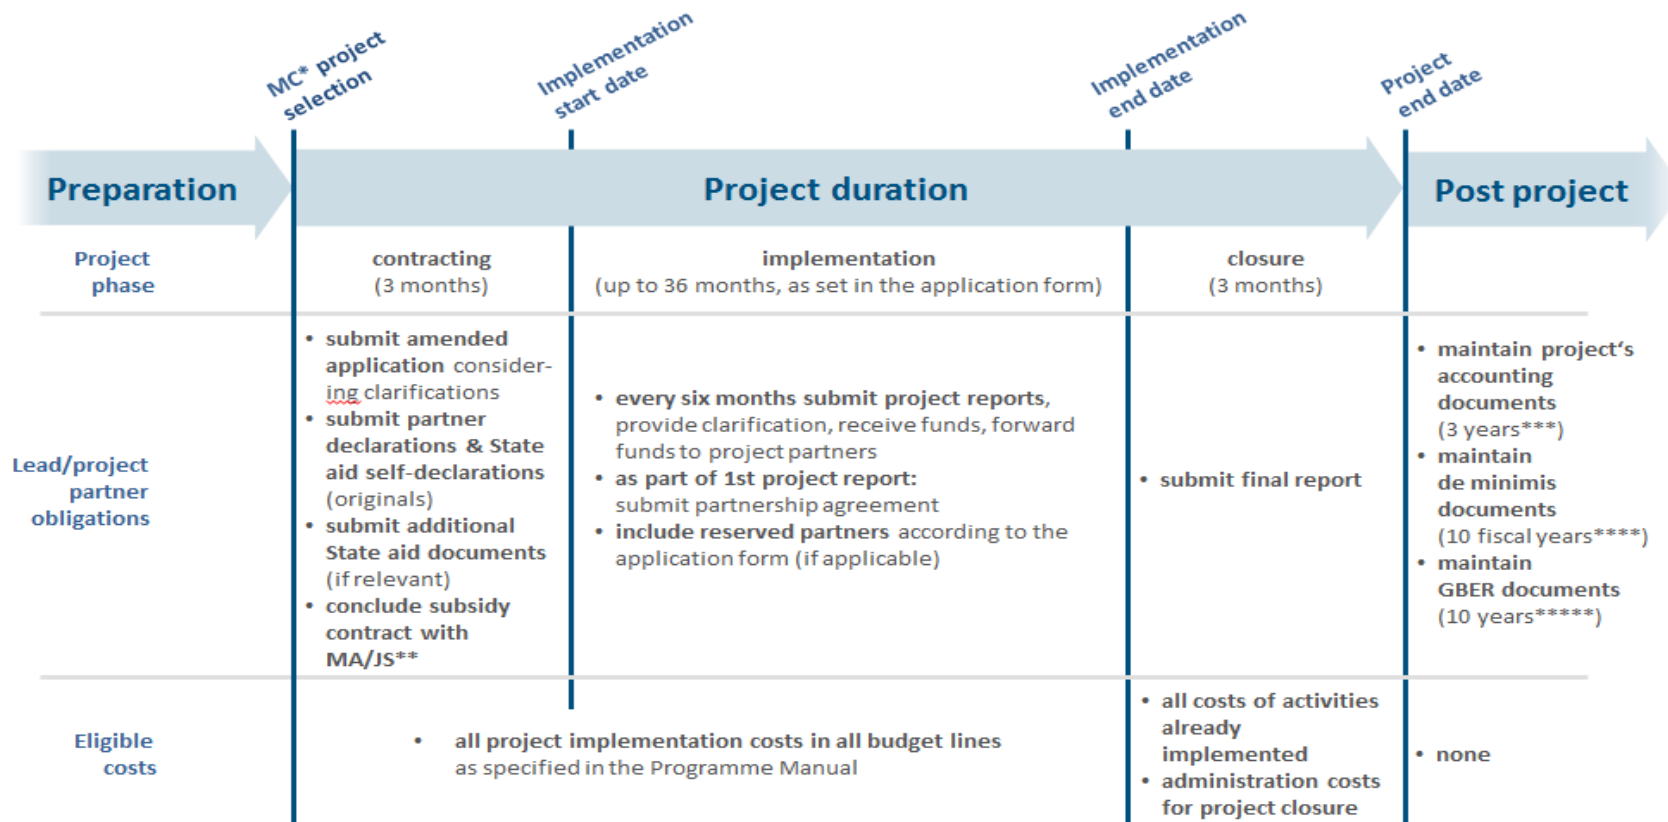 MC* project
selection
Implementation
start date
Implementation
end date
Project
end date
Preparation
Project duration
Post project
Project
phase
contracting
(3 months)
implementation
(up to 36 months, as set in the application form)
closure
(3 months)
Lead/project
partner
obligations
• submit amended
application consider-
ing clarifications
• submit partner
declarations & State
aid self-declarations
(originals)
• submit additional
State aid documents
(if relevant)
• conclude subsidy
contract with
MA/JS**
• every six months submit project reports,
provide clarification, receive funds, forward
funds to project partners
• as part of 1st project report:
submit partnership agreement
• include reserved partners according to the
application form (if applicable)
• submit final report
• maintain project‘s
accounting
documents
(3 years***)
• maintain
de minimis
documents
(10 fiscal years****)
• maintain
GBER documents
(10 years*****)
Eligible
costs
• all project implementation costs in all budget lines
as specified in the Programme Manual
• all costs of activities
already
implemented
• administration costs
for project closure
• none